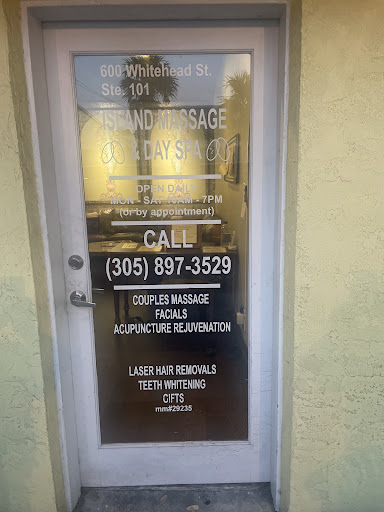 600 Whitehead St.
Ste. 101
ISLAND MASSAGE
& DAY SPA
OPEN DAILY
MON - SAT 10AM - 7PM
(or by appointment)
CALL
(305) 897-3529
COUPLES MASSAGE
FACIALS
ACUPUNCTURE REJUVENATION
LASER HAIR REMOVALS
TEETH WHITENING
GIFTS
mm#29235